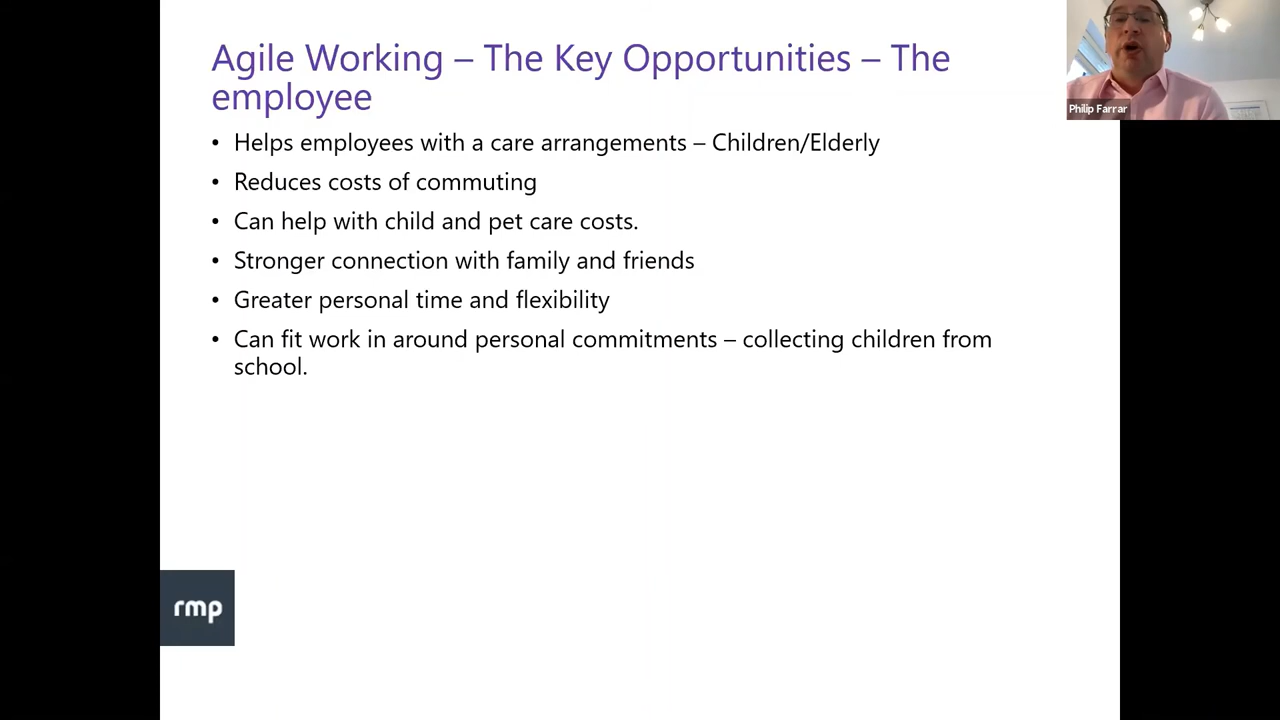 Agile Working – The Key Opportunities – The
employee
• Helps employees with a care arrangements – Children/Elderly
• Reduces costs of commuting
• Can help with child and pet care costs.
• Stronger connection with family and friends
• Greater personal time and flexibility
• Can fit work in around personal commitments – collecting children from
school.
Philip Farrar
rmp